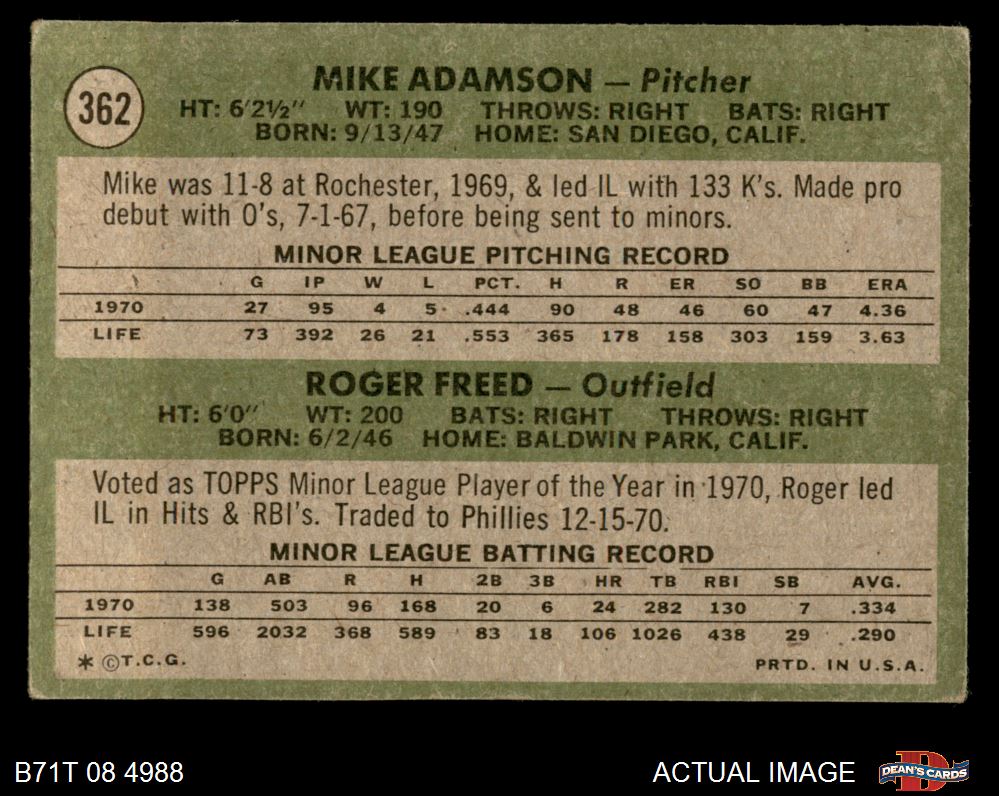 362
MIKE ADAMSON — Pitcher
HT: 6'2½" WT: 190 THROWS: RIGHT BATS: RIGHT
BORN: 9/13/47 HOME: SAN DIEGO, CALIF.
Mike was 11-8 at Rochester, 1969, & led IL with 133 K's. Made pro
debut with O's, 7-1-67, before being sent to minors.
MINOR LEAGUE PITCHING RECORD
G IP W L PCT. H R ER SO BB ERA
1970 27 95 4 5 .444 90 48 46 60 47 4.36
LIFE 73 392 26 21 .553 365 178 158 303 159 3.63
ROGER FREED — Outfield
HT: 6'0" WT: 200 BATS: RIGHT THROWS: RIGHT
BORN: 6/2/46 HOME: BALDWIN PARK, CALIF.
Voted as TOPPS Minor League Player of the Year in 1970, Roger led
IL in Hits & RBI's. Traded to Phillies 12-15-70.
MINOR LEAGUE BATTING RECORD
G AB R H 2B 3B HR TB RBI SB AVG.
1970 138 503 96 168 20 6 24 282 130 7 .334
LIFE 596 2032 368 589 83 18 106 1026 438 29 .290
* ©T.C.G. PRTD. IN U.S.A.
B71T 08 4988 ACTUAL IMAGE DEAN'S CARDS